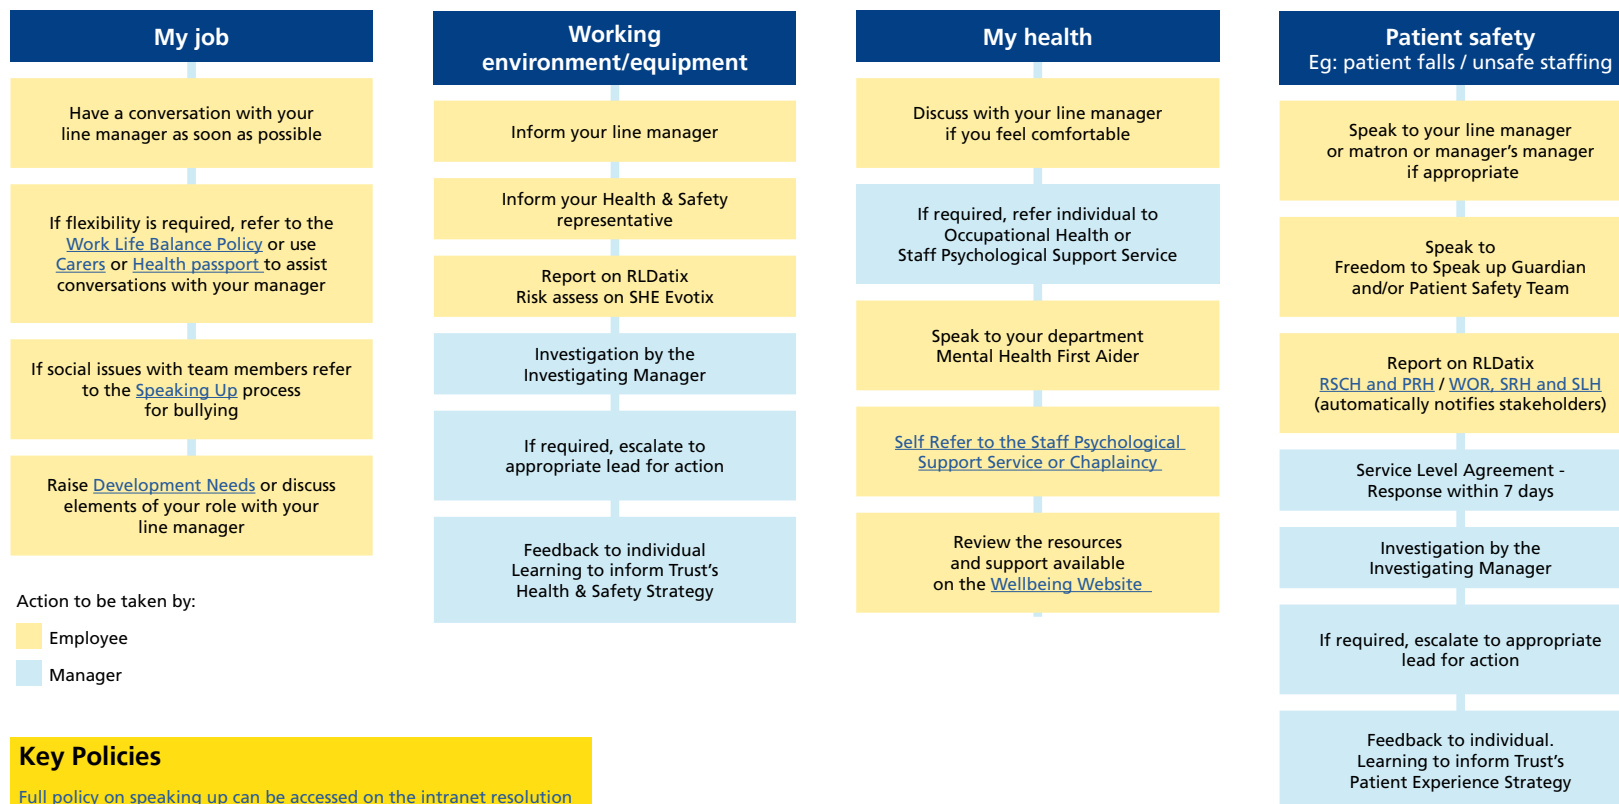 My job
Have a conversation with your
line manager as soon as possible
If flexibility is required, refer to the
Work Life Balance Policy or use
Carers or Health passport to assist
conversations with your manager
If social issues with team members refer
to the Speaking Up process
for bullying
Raise Development Needs or discuss
elements of your role with your
line manager
Action to be taken by:
Employee
Manager
Working
environment/equipment
Inform your line manager
Inform your Health & Safety
representative
Report on RLDatix
Risk assess on SHE Evotix
Investigation by the
Investigating Manager
If required, escalate to
appropriate lead for action
Feedback to individual
Learning to inform Trust's
Health & Safety Strategy
My health
Discuss with your line manager
if you feel comfortable
If required, refer individual to
Occupational Health or
Staff Psychological Support Service
Speak to your department
Mental Health First Aider
Self Refer to the Staff Psychological
Support Service or Chaplaincy
Review the resources
and support available
on the Wellbeing Website
Patient safety
Eg: patient falls / unsafe staffing
Speak to your line manager
or matron or manager's manager
if appropriate
Speak to
Freedom to Speak up Guardian
and/or Patient Safety Team
Report on RLDatix
RSCH and PRH / WOR, SRH and SLH
(automatically notifies stakeholders)
Service Level Agreement -
Response within 7 days
Investigation by the
Investigating Manager
If required, escalate to appropriate
lead for action
Feedback to individual.
Learning to inform Trust's
Patient Experience Strategy
Key Policies
Full policy on speaking up can be accessed on the intranet resolution